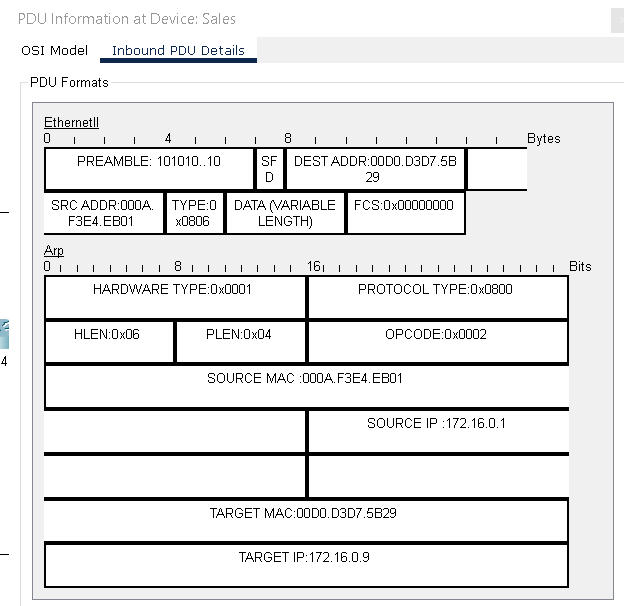 PDU Information at Device: Sales
OSI Model Inbound PDU Details
PDU Formats
EthernetII
0 4 8 Bytes
PREAMBLE: 101010..10 SF DEST ADDR:00D0.D3D7.5B
D 29
SRC ADDR:000A. TYPE:0 DATA (VARIABLE FCS:0x00000000
F3E4.EB01 x0806 LENGTH)
Arp
0 8 16 Bits
HARDWARE TYPE:0x0001 PROTOCOL TYPE:0x0800
HLEN:0x06 PLEN:0x04 OPCODE:0x0002
4
SOURCE MAC :000A.F3E4.EB01
SOURCE IP :172.16.0.1
TARGET MAC:00D0.D3D7.5B29
TARGET IP:172.16.0.9